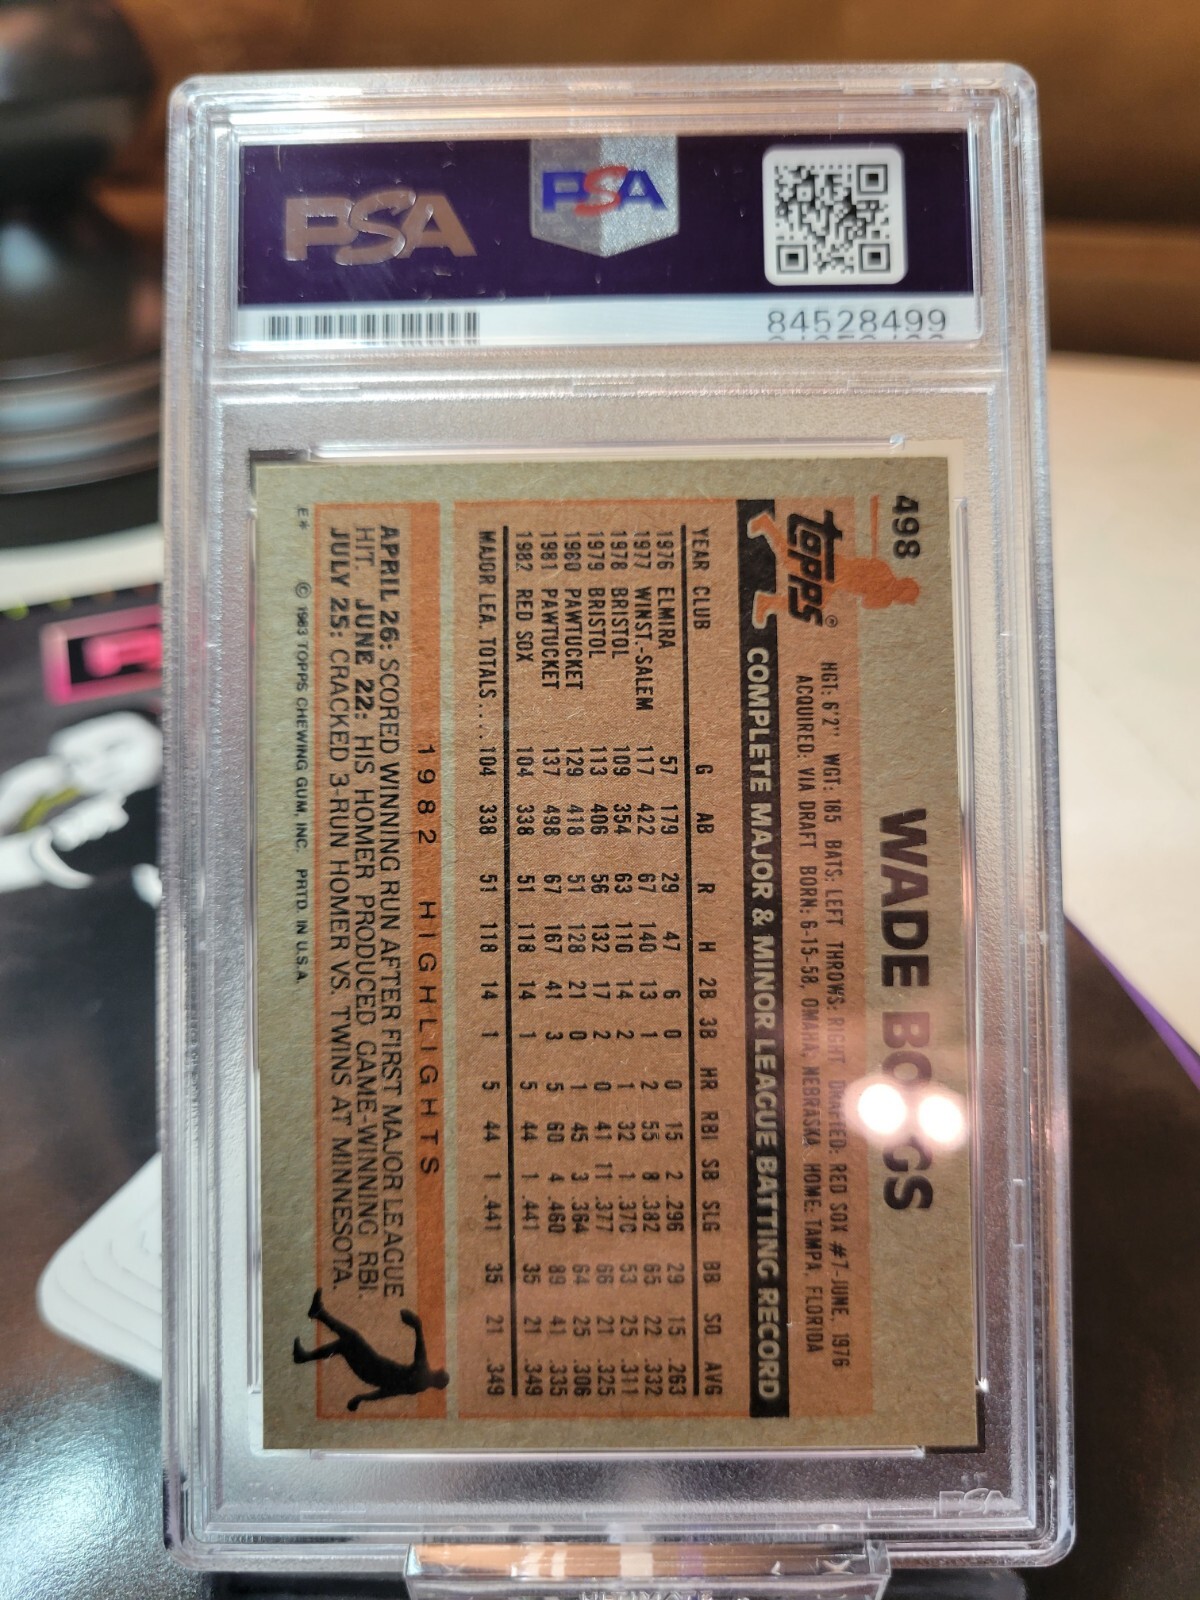 PSA
PSA
84528499
498
WADE BOGGS
topps®
HGT: 6'2" WGT: 185 BATS: LEFT THROWS: RIGHT DRAFTED: RED SOX #7-JUNE, 1976
ACQUIRED: VIA DRAFT BORN: 6-15-58, OMAHA, NEBRASKA HOME: TAMPA, FLORIDA
COMPLETE MAJOR & MINOR LEAGUE BATTING RECORD
YEAR CLUB G AB R H 2B 3B HR RBI SB SLG BB SO AVG
1976 ELMIRA 57 179 29 47 6 0 0 15 2 .296 29 15 .263
1977 WINST.-SALEM 117 422 67 140 13 1 2 55 8 .382 65 22 .332
1978 BRISTOL 109 354 63 110 14 2 1 32 1 .370 53 25 .311
1979 BRISTOL 113 406 56 132 17 2 0 41 11 .377 66 21 .325
1980 PAWTUCKET 129 418 51 128 21 0 1 45 3 .364 64 25 .306
1981 PAWTUCKET 137 498 67 167 41 3 5 60 4 .460 89 41 .335
1982 RED SOX 104 338 51 118 14 1 5 44 1 .441 35 21 .349
MAJOR LEA. TOTALS.... 104 338 51 118 14 1 5 44 1 .441 35 21 .349
1982 HIGHLIGHTS
APRIL 26: SCORED WINNING RUN AFTER FIRST MAJOR LEAGUE
HIT. JUNE 22: HIS HOMER PRODUCED GAME-WINNING RBI.
JULY 25: CRACKED 3-RUN HOMER VS. TWINS AT MINNESOTA.
E* © 1983 TOPPS CHEWING GUM, INC. PRTD. IN U.S.A.
PSA